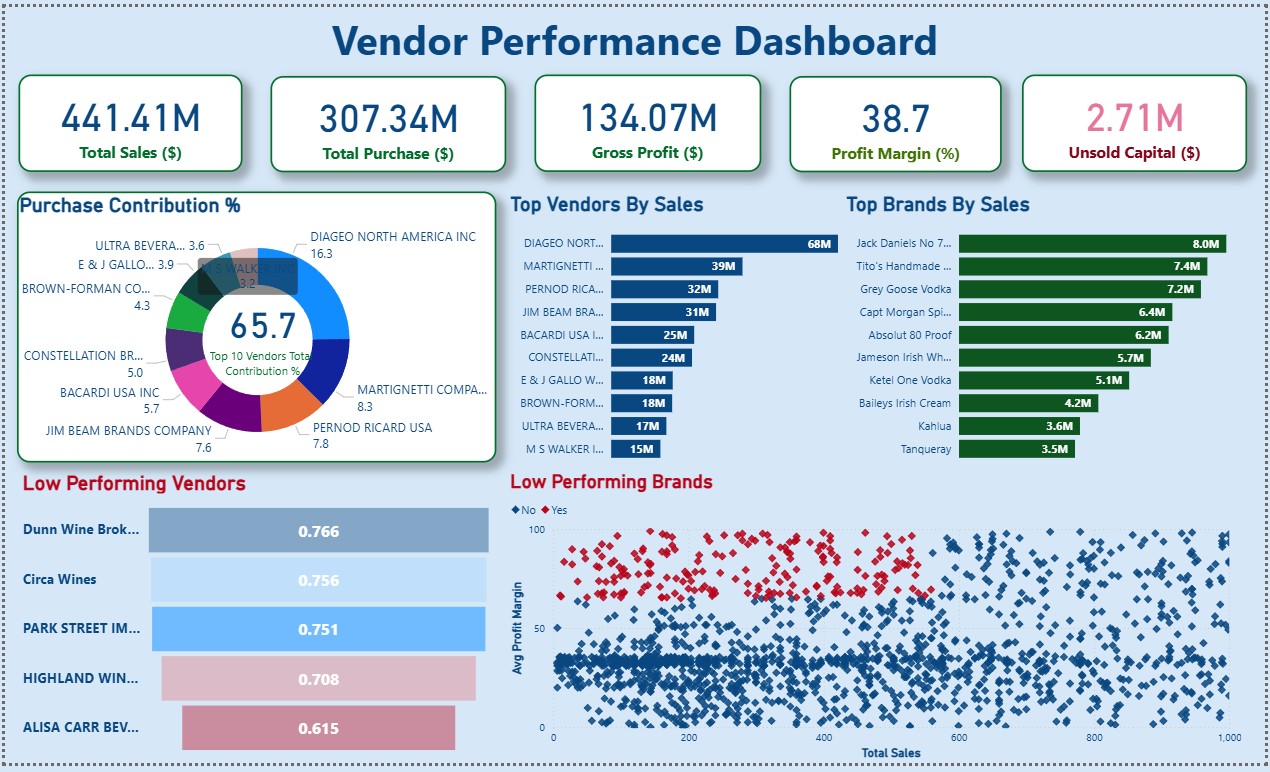 Vendor Performance Dashboard
441.41M
Total Sales ($)
307.34M
Total Purchase ($)
134.07M
Gross Profit ($)
38.7
Profit Margin (%)
2.71M
Unsold Capital ($)
Purchase Contribution %
DIAGEO NORTH AMERICA INC
16.3
MARTIGNETTI COMPA...
8.3
PERNOD RICARD USA
7.8
JIM BEAM BRANDS COMPANY
7.6
BACARDI USA INC
5.7
CONSTELLATION BR...
5.0
BROWN-FORMAN CO...
4.3
E & J GALLO... 3.9
ULTRA BEVERA... 3.6
M S WALKER INC
3.2
65.7
Top 10 Vendors Tota
Contribution %
Top Vendors By Sales
DIAGEO NORT... 68M
MARTIGNETTI ... 39M
PERNOD RICA... 32M
JIM BEAM BRA... 31M
BACARDI USA I... 25M
CONSTELLATI... 24M
E & J GALLO W... 18M
BROWN-FORM... 18M
ULTRA BEVERA... 17M
M S WALKER I... 15M
Top Brands By Sales
Jack Daniels No 7... 8.0M
Tito's Handmade ... 7.4M
Grey Goose Vodka 7.2M
Capt Morgan Spi... 6.4M
Absolut 80 Proof 6.2M
Jameson Irish Wh... 5.7M
Ketel One Vodka 5.1M
Baileys Irish Cream 4.2M
Kahlua 3.6M
Tanqueray 3.5M
Low Performing Vendors
Dunn Wine Brok... 0.766
Circa Wines 0.756
PARK STREET IM... 0.751
HIGHLAND WIN... 0.708
ALISA CARR BEV... 0.615
Low Performing Brands
No Yes
Avg Profit Margin
100
50
0
0 200 400 600 800 1,000
Total Sales